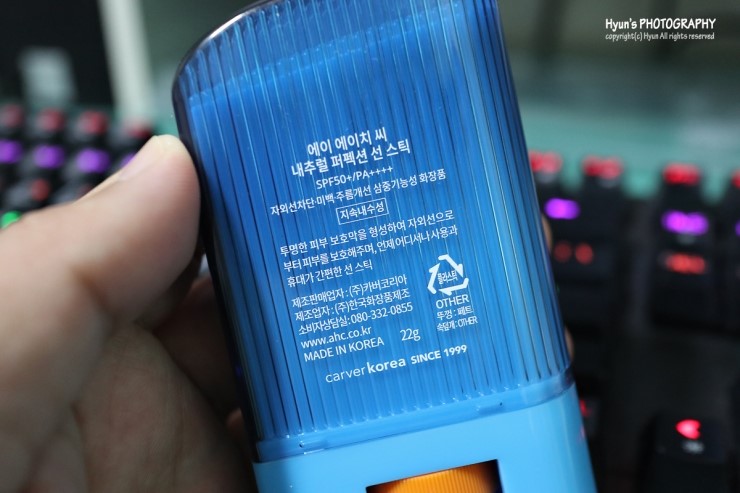 Hyun's PHOTOGRAPHY
copyright(c) Hyun All rights reserved
에이 에이치 씨
내추럴 퍼펙션 선 스틱
SPF50+/PA++++
자외선차단·미백·주름개선 삼중기능성 화장품
지속내수성
투명한 피부 보호막을 형성하여 자외선으로
부터 피부를 보호해주며, 언제 어디서나 사용과
휴대가 간편한 선 스틱
제조판매업자 : (주)카버코리아
제조업자 : (주)한국화장품제조
소비자상담실: 080-332-0855
www.ahc.co.kr
MADE IN KOREA 22g
플라스틱
OTHER
뚜껑 : 페트
속덮개 : OTHER
carverkorea SINCE 1999